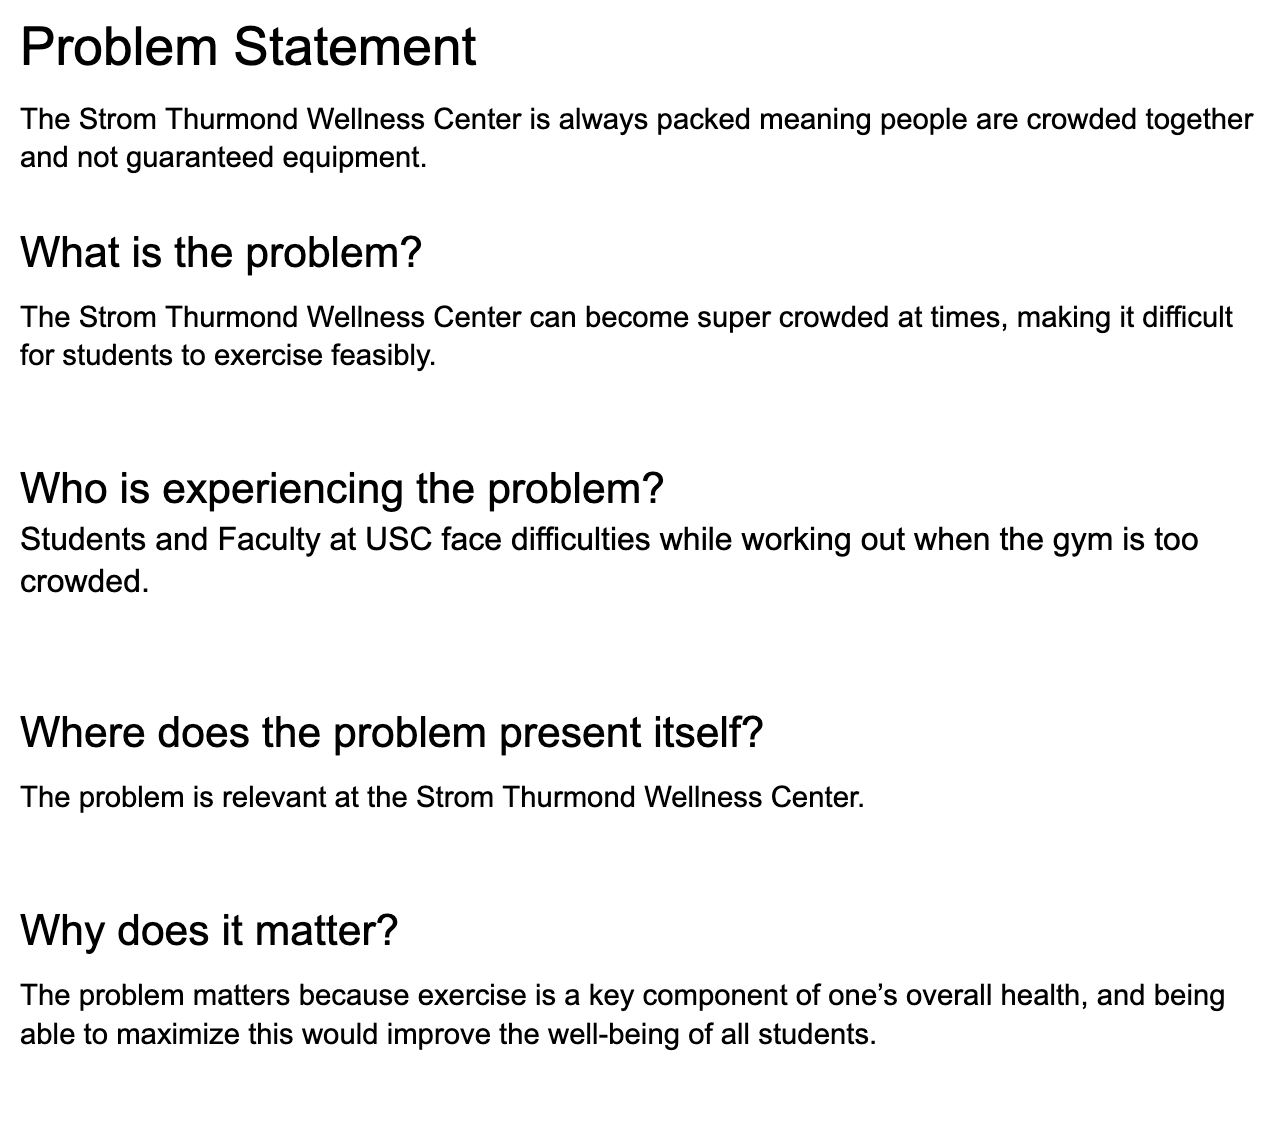 Problem Statement
The Strom Thurmond Wellness Center is always packed meaning people are crowded together
and not guaranteed equipment.
What is the problem?
The Strom Thurmond Wellness Center can become super crowded at times, making it difficult
for students to exercise feasibly.
Who is experiencing the problem?
Students and Faculty at USC face difficulties while working out when the gym is too
crowded.
Where does the problem present itself?
The problem is relevant at the Strom Thurmond Wellness Center.
Why does it matter?
The problem matters because exercise is a key component of one’s overall health, and being
able to maximize this would improve the well-being of all students.